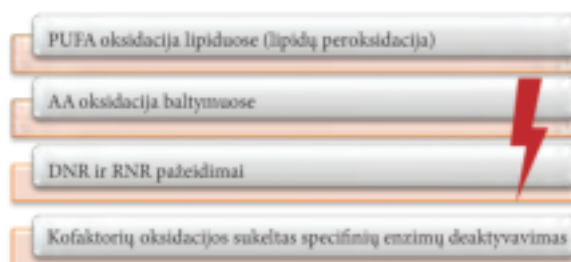 PUFA oksidacija lipiduose (lipidų peroksidacija)
AA oksidacija baltymuose
DNR ir RNR pažeidimai
Kofaktorių oksidacijos sukeltas specifinių enzimų deaktyvavimas